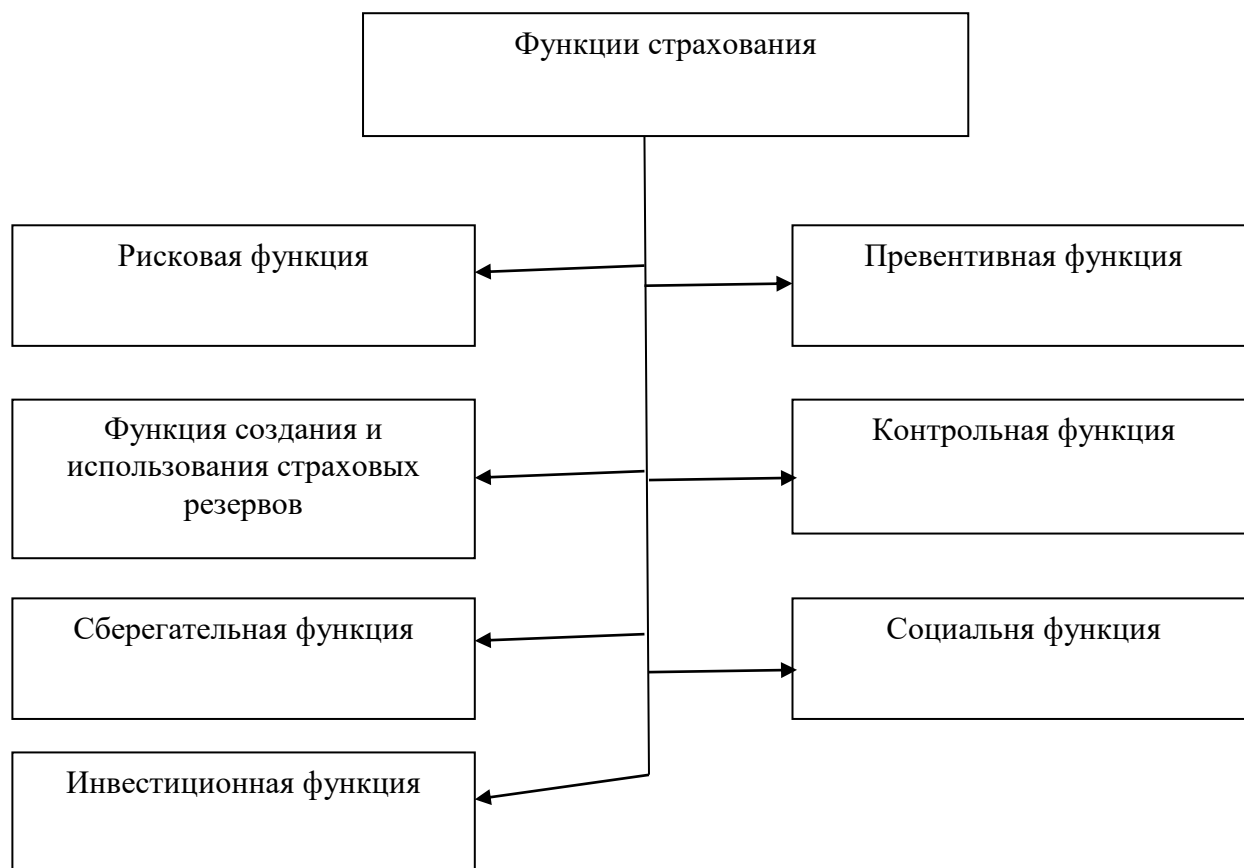 Функции страхования
Рисковая функция
Превентивная функция
Функция создания и
использования страховых
резервов
Контрольная функция
Сберегательная функция
Социальня функция
Инвестиционная функция